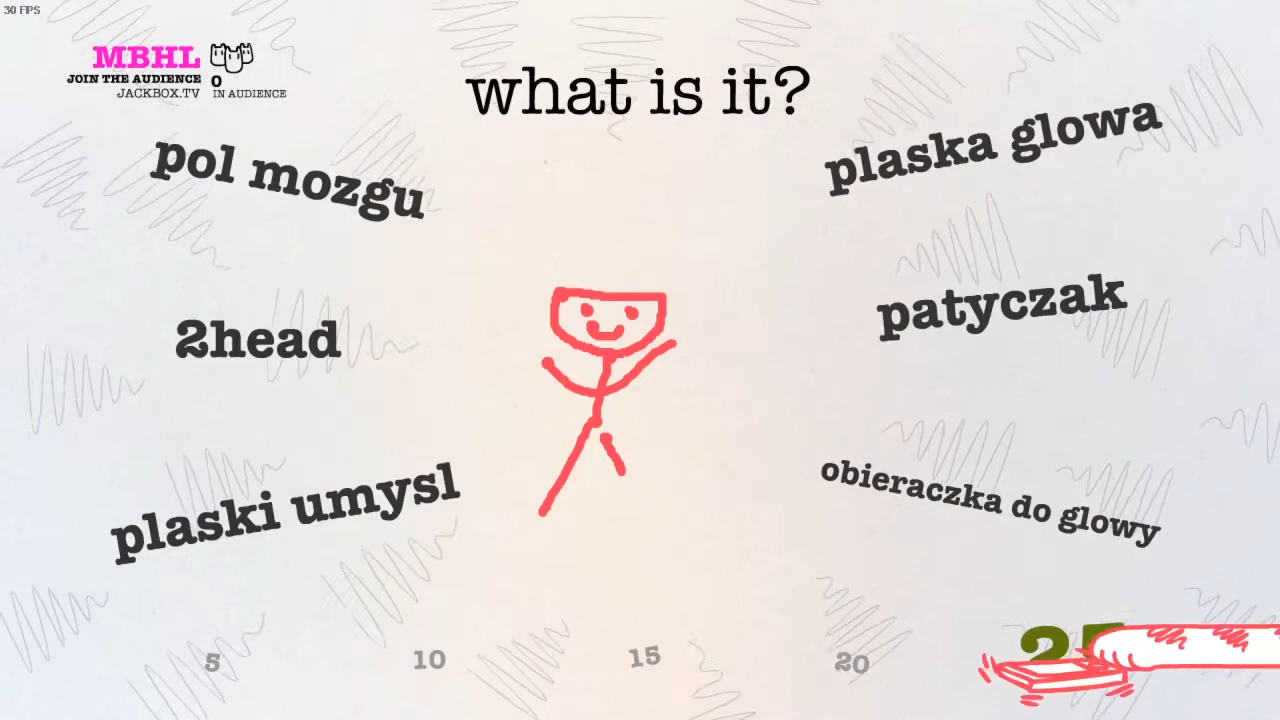 30 FPS
MBHL
JOIN THE AUDIENCE
JACKBOX.TV
0
IN AUDIENCE
what is it?
pol mozgu
plaska glowa
2head
patyczak
plaski umysl
obieraczka do glowy
5
10
15
20